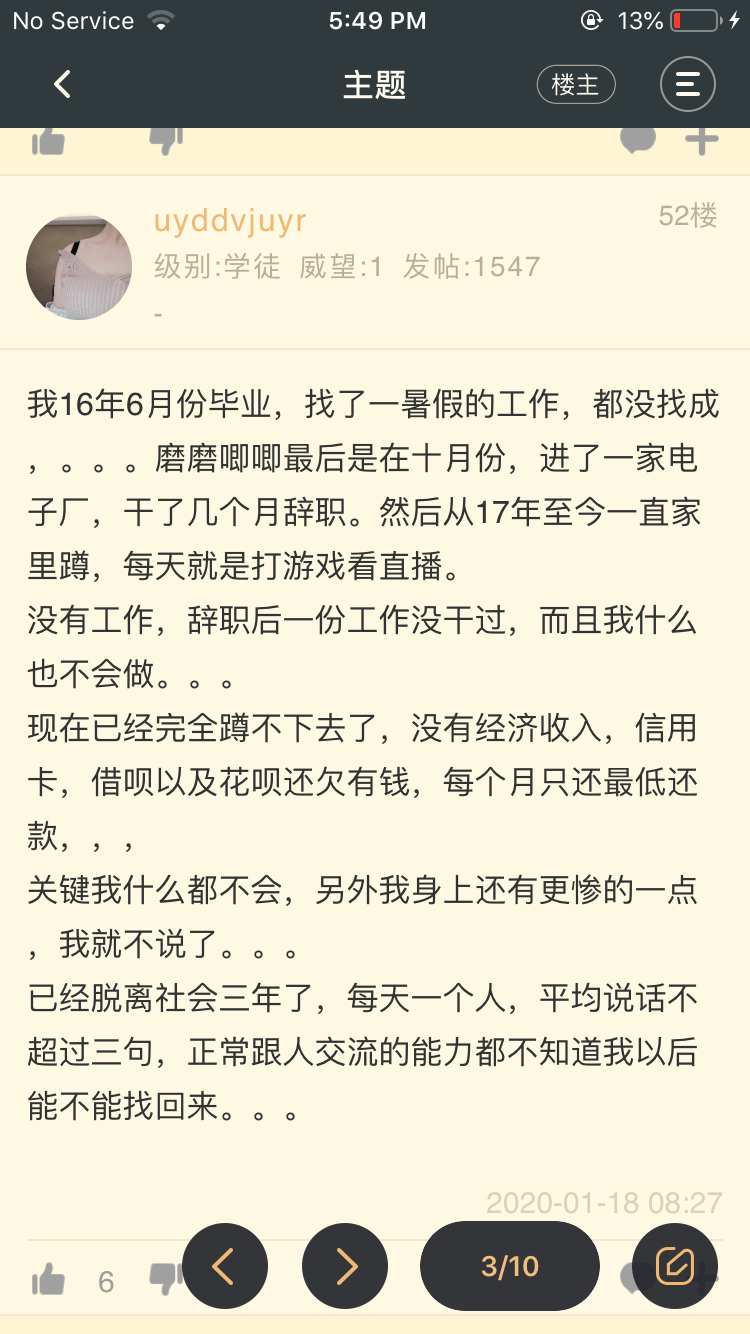 No Service
5:49 PM
13%
主题
楼主
uyddvjuyr
52楼
级别:学徒 威望:1 发帖:1547
-
我16年6月份毕业，找了一暑假的工作，都没找成
，。。。磨磨唧唧最后是在十月份，进了一家电
子厂，干了几个月辞职。然后从17年至今一直家
里蹲，每天就是打游戏看直播。
没有工作，辞职后一份工作没干过，而且我什么
也不会做。。。
现在已经完全蹲不下去了，没有经济收入，信用
卡，借呗以及花呗还欠有钱，每个月只还最低还
款，，，
关键我什么都不会，另外我身上还有更惨的一点
，我就不说了。。。
已经脱离社会三年了，每天一个人，平均说话不
超过三句，正常跟人交流的能力都不知道我以后
能不能找回来。。。
2020-01-18 08:27
6
3/10